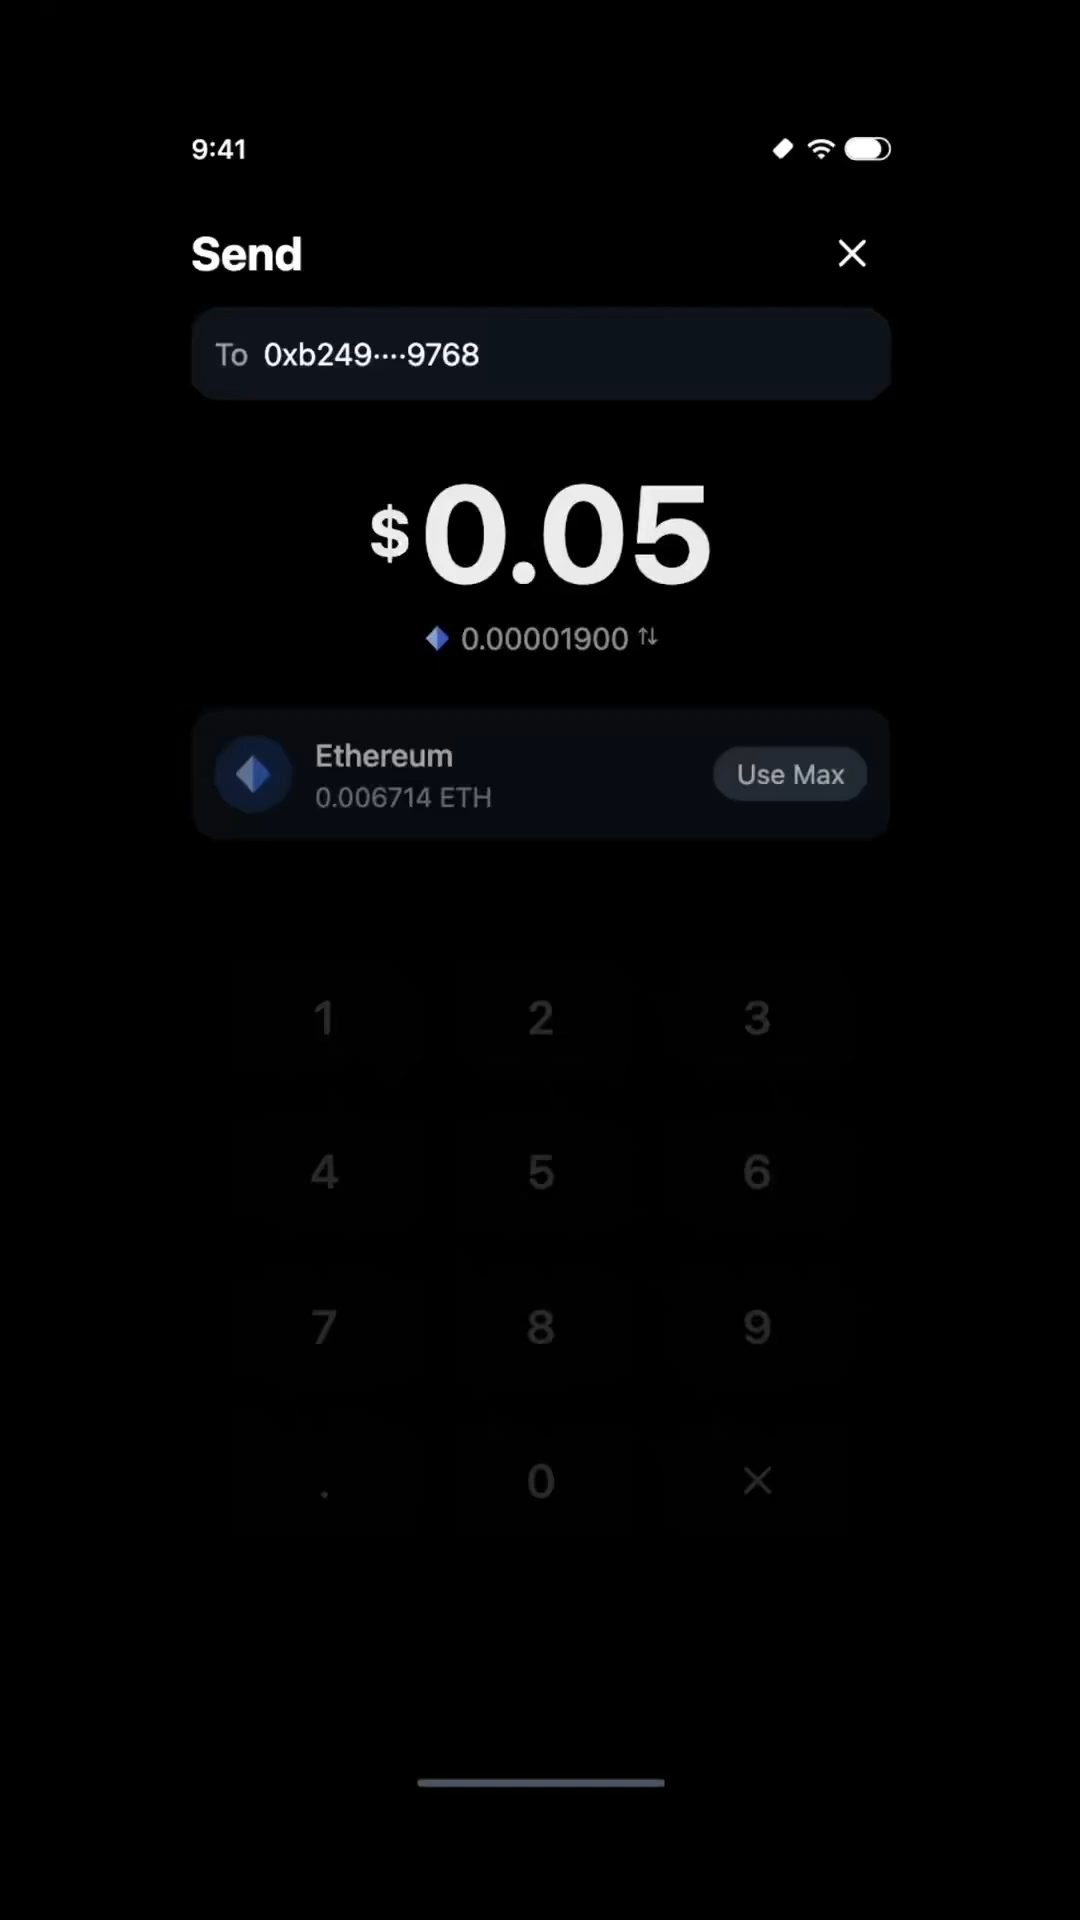 9:41
Send
To 0xb249····9768
$0.05
0.00001900
Ethereum
0.006714 ETH
Use Max
1 2 3
4 5 6
7 8 9
. 0